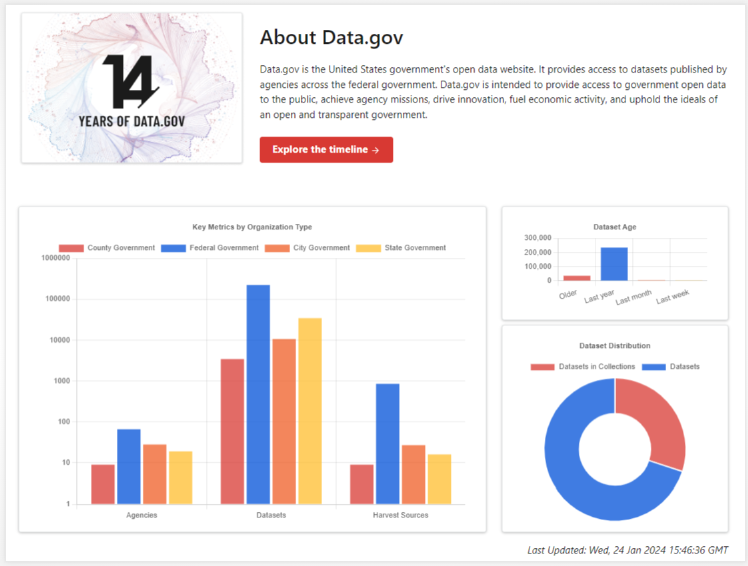 14
YEARS OF DATA.GOV
About Data.gov
Data.gov is the United States government's open data website. It provides access to datasets published by
agencies across the federal government. Data.gov is intended to provide access to government open data
to the public, achieve agency missions, drive innovation, fuel economic activity, and uphold the ideals of
an open and transparent government.
Explore the timeline →
Key Metrics by Organization Type
County Government Federal Government City Government State Government
1000000
100000
10000
1000
100
10
1
Agencies Datasets Harvest Sources
Dataset Age
300,000
200,000
100,000
0
Older Last year Last month Last week
Dataset Distribution
Datasets in Collections Datasets
Last Updated: Wed, 24 Jan 2024 15:46:36 GMT